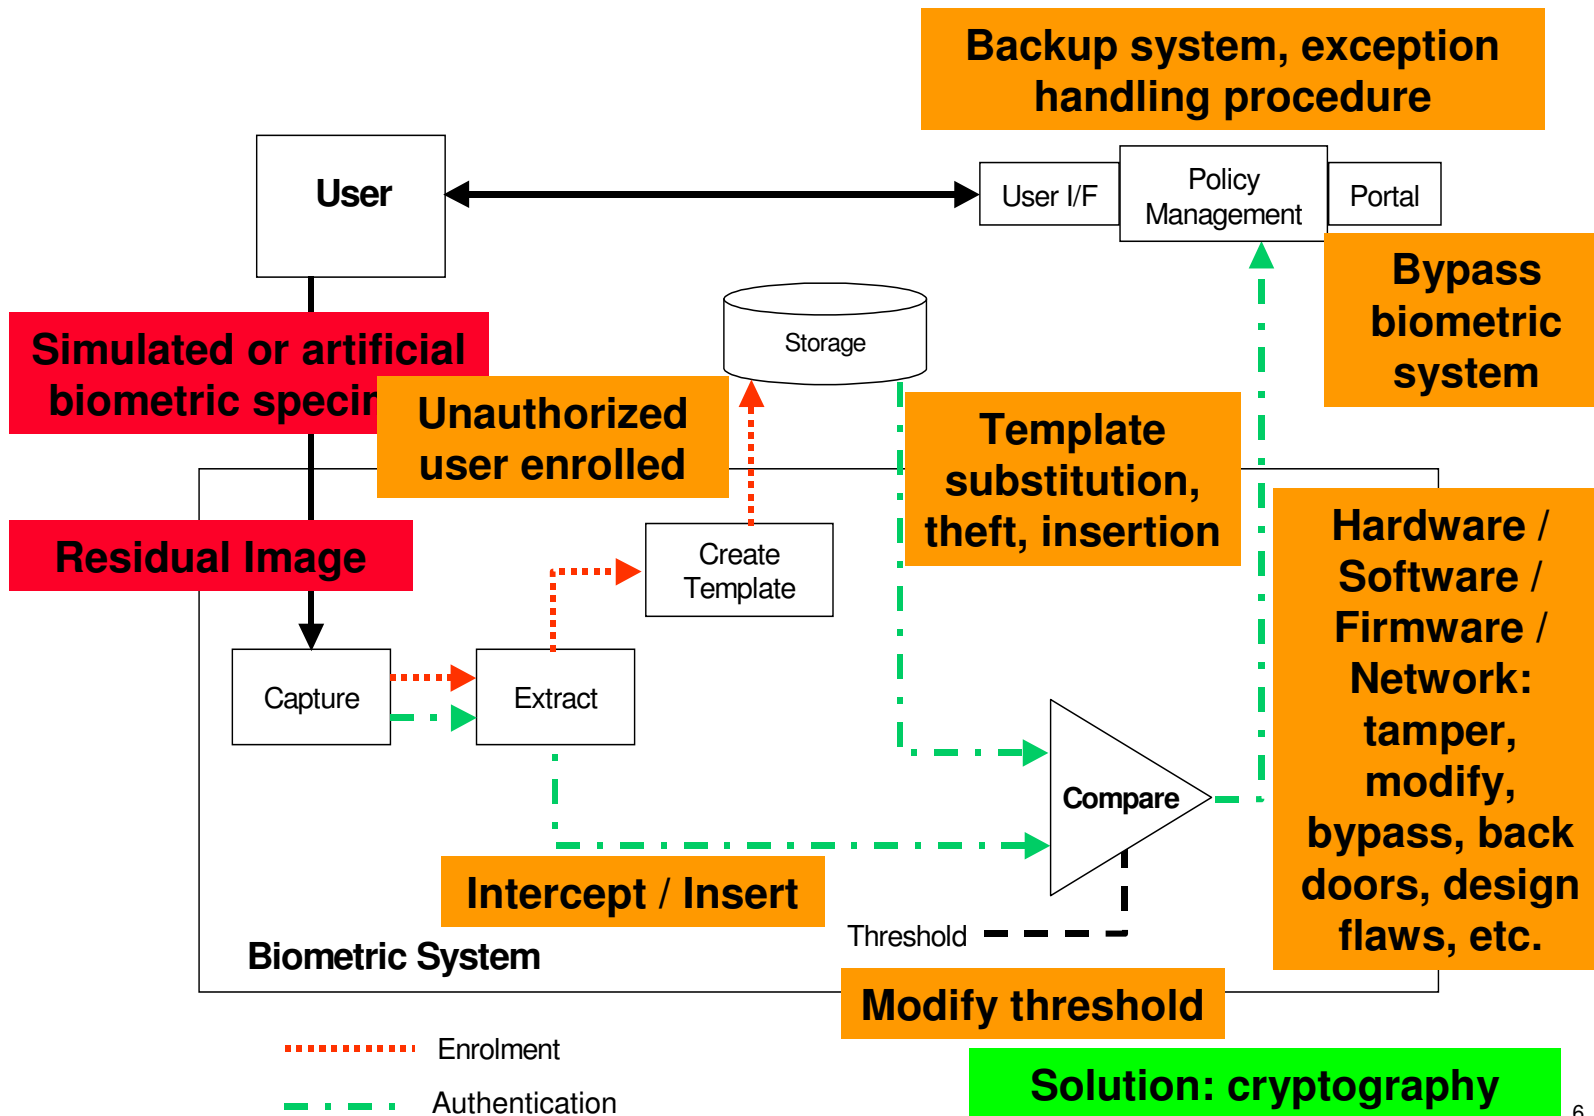 Backup system, exception
handling procedure
User
User I/F
Policy
Management
Portal
Bypass
biometric
system
Storage
Simulated or artificial
biometric
Unauthorized
user enrolled
Template
substitution,
theft, insertion
Residual Image
Create
Template
Hardware /
Software /
Firmware /
Network:
tamper,
modify,
bypass, back
doors, design
flaws, etc.
Capture
Extract
Compare
Intercept / Insert
Threshold
Biometric System
Modify threshold
Enrolment
Authentication
Solution: cryptography
6